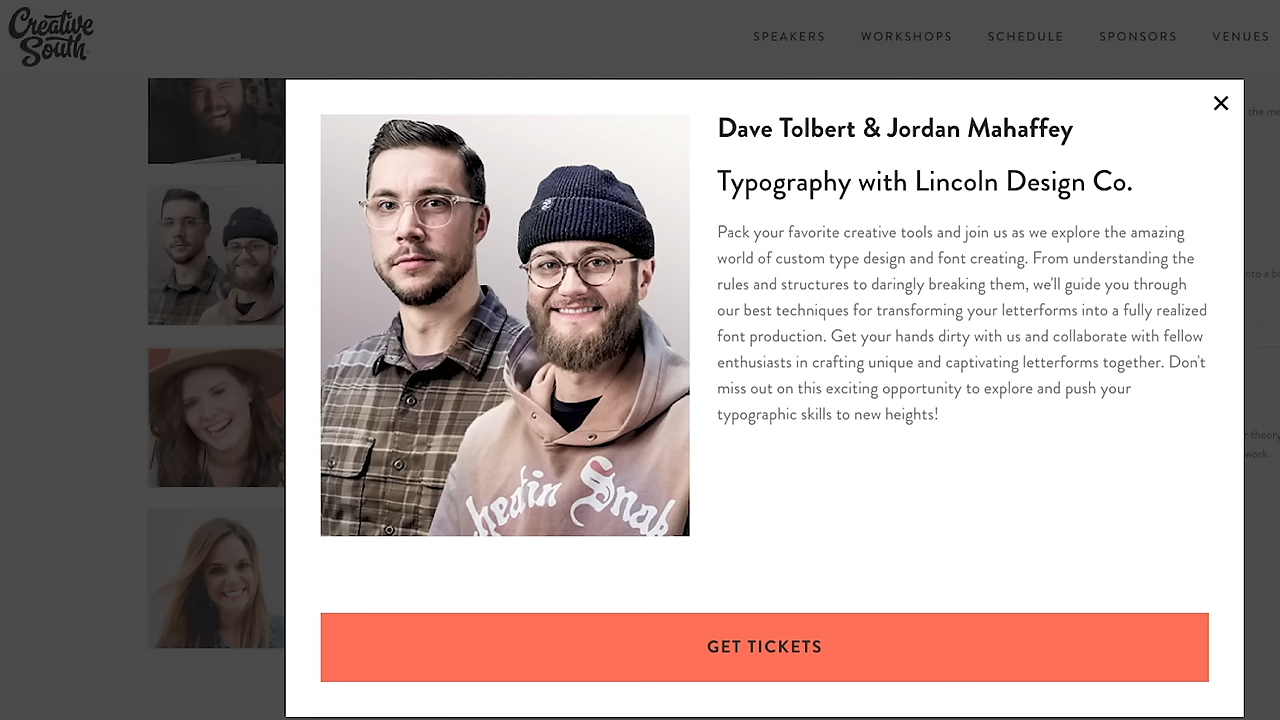 Creative
South
SPEAKERS
WORKSHOPS
SCHEDULE
SPONSORS
VENUES
Dave Tolbert & Jordan Mahaffey
Typography with Lincoln Design Co.
Pack your favorite creative tools and join us as we explore the amazing
world of custom type design and font creating. From understanding the
rules and structures to daringly breaking them, we'll guide you through
our best techniques for transforming your letterforms into a fully realized
font production. Get your hands dirty with us and collaborate with fellow
enthusiasts in crafting unique and captivating letterforms together. Don't
miss out on this exciting opportunity to explore and push your
typographic skills to new heights!
GET TICKETS
the
theory
work.